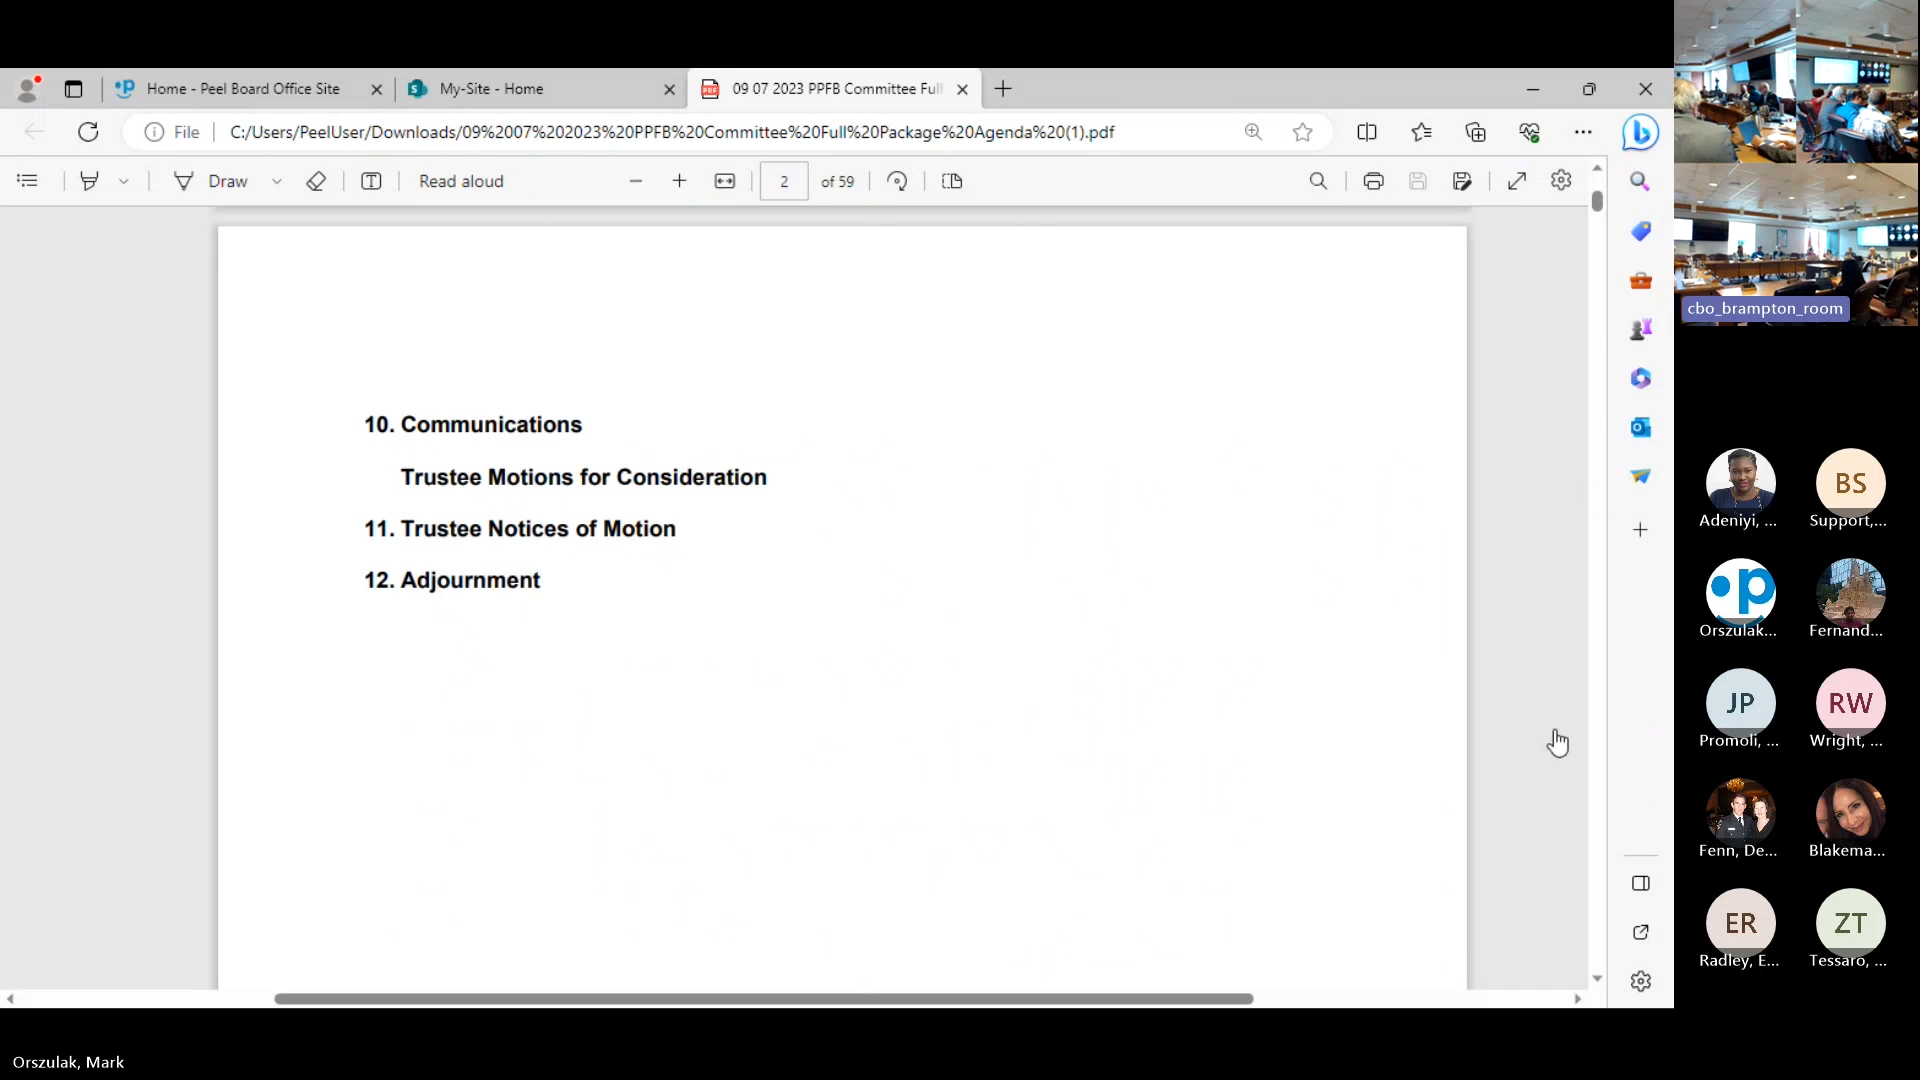 Home - Peel Board Office Site
My-Site - Home
09 07 2023 PPFB Committee Full
File
C:/Users/PeelUser/Downloads/09%2007%202023%20PPFB%20Committee%20Full%20Package%20Agenda%20(1).pdf
Draw
Read aloud
2 of 59
10. Communications
Trustee Motions for Consideration
11. Trustee Notices of Motion
12. Adjournment
cbo_brampton_room
BS
Adeniyi, ...
Support,...
p
Orszulak...
Fernand...
JP
RW
Promoli, ...
Wright, ...
Fenn, De...
Blakema...
ER
ZT
Radley, E...
Tessaro, ...
Orszulak, Mark